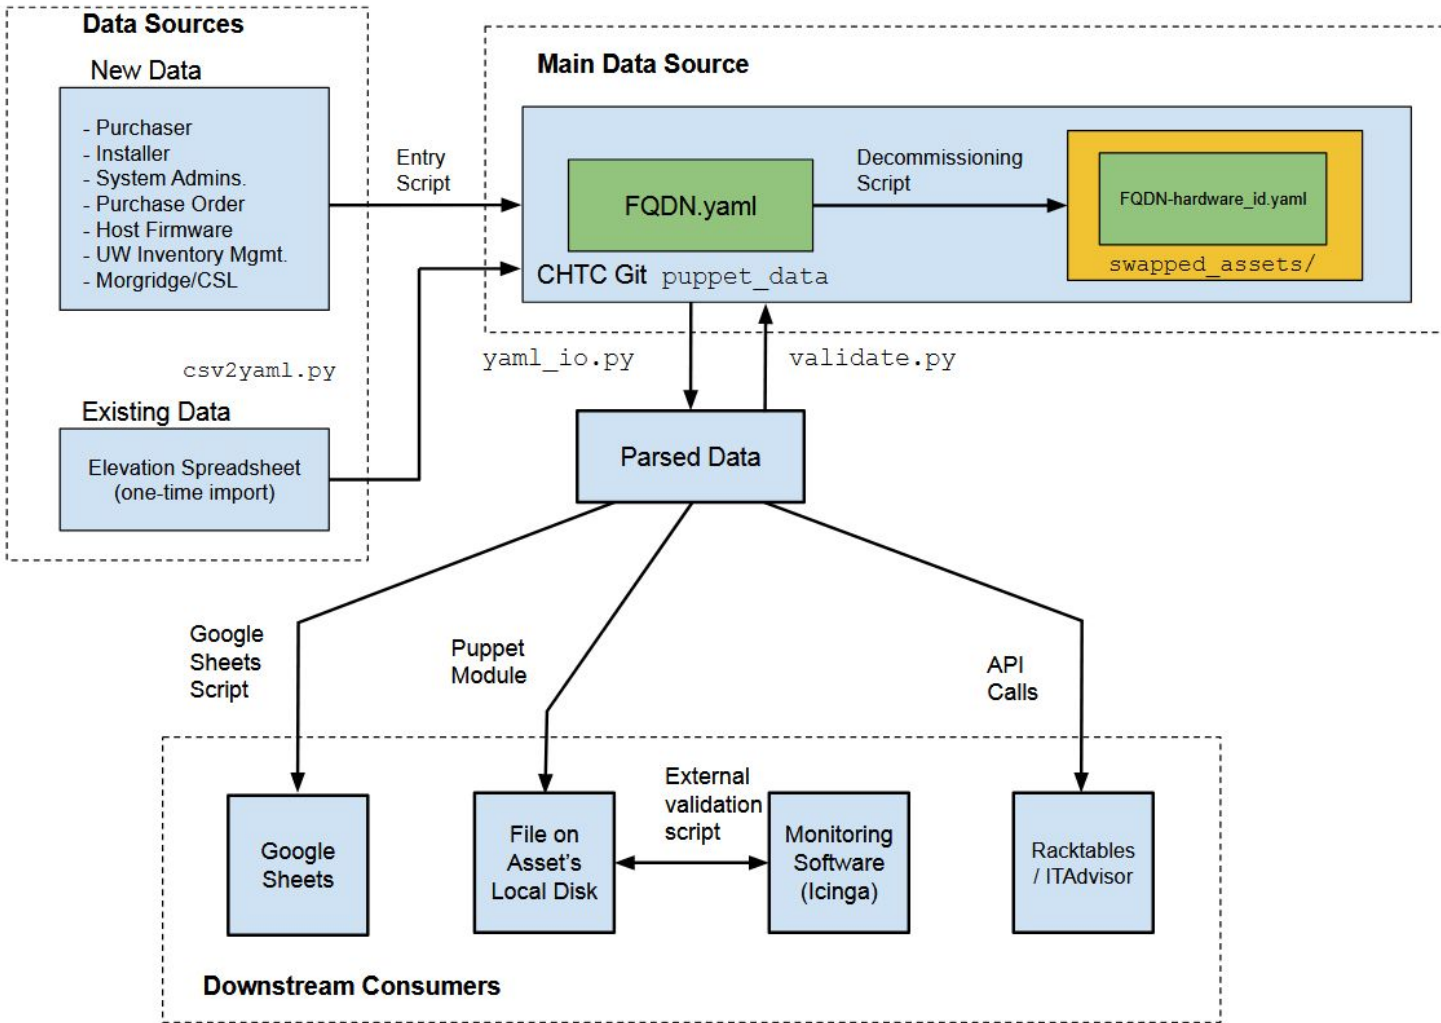 Data Sources
New Data
- Purchaser
- Installer
- System Admins.
- Purchase Order
- Host Firmware
- UW Inventory Mgmt.
- Morgridge/CSL
csv2yaml.py
Existing Data
Elevation Spreadsheet
(one-time import)
Entry
Script
Main Data Source
FQDN.yaml
Decommissioning
Script
FQDN-hardware_id.yaml
swapped_assets/
CHTC Git puppet_data
yaml_io.py
validate.py
Parsed Data
Google
Sheets
Script
Puppet
Module
API
Calls
Google
Sheets
File on
Asset's
Local Disk
External
validation
script
Monitoring
Software
(Icinga)
Racktables
/ ITAdvisor
Downstream Consumers